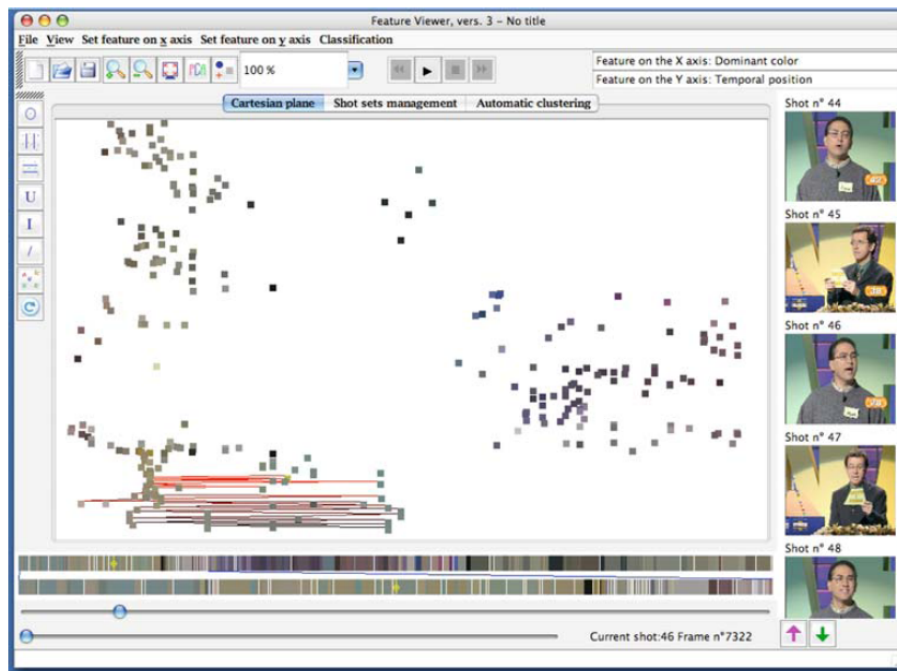 Feature Viewer, vers. 3 – No title
File View Set feature on x axis Set feature on y axis Classification
100 %
Feature on the X axis: Dominant color
Feature on the Y axis: Temporal position
Cartesian plane Shot sets management Automatic clustering
U
I
/
Shot n° 44
Shot n° 45
Shot n° 46
Shot n° 47
Shot n° 48
Current shot:46 Frame n°7322